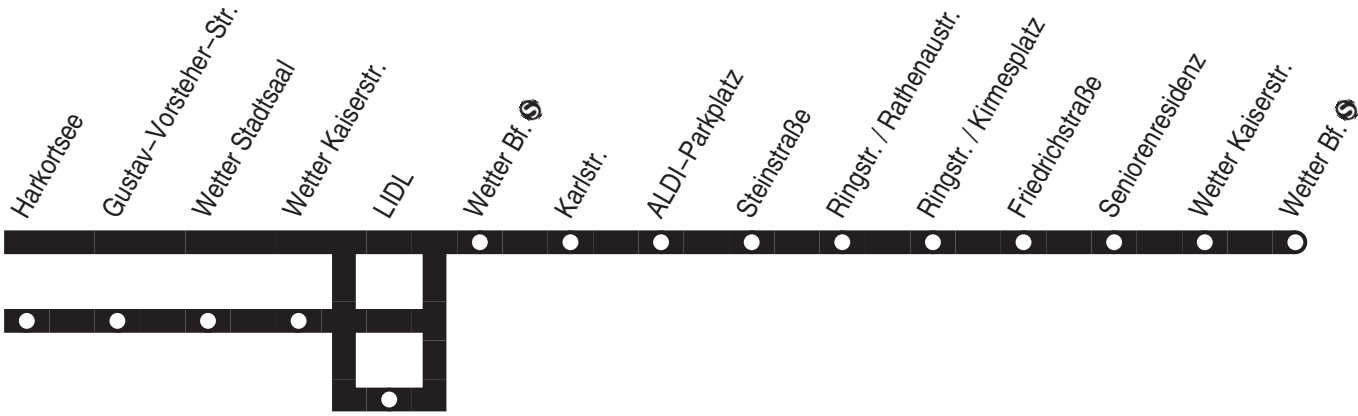 Harkortsee
Gustav–Vorsteher–Str.
Wetter Stadtsaal
Wetter Kaiserstr.
LIDL
Wetter Bf. S
Karlstr.
ALDI–Parkplatz
Steinstraße
Ringstr. / Rathenaustr.
Ringstr. / Kirmesplatz
Friedrichstraße
Seniorenresidenz
Wetter Kaiserstr.
Wetter Bf. S